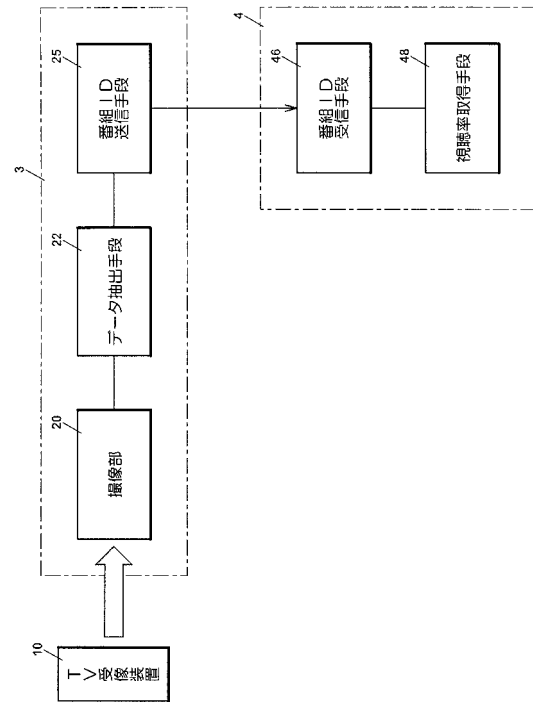 10
TV
受像装置
3
20
撮像部
22
データ抽出手段
25
番組ID
送信手段
4
46
番組ID
受信手段
48
視聴率取得手段